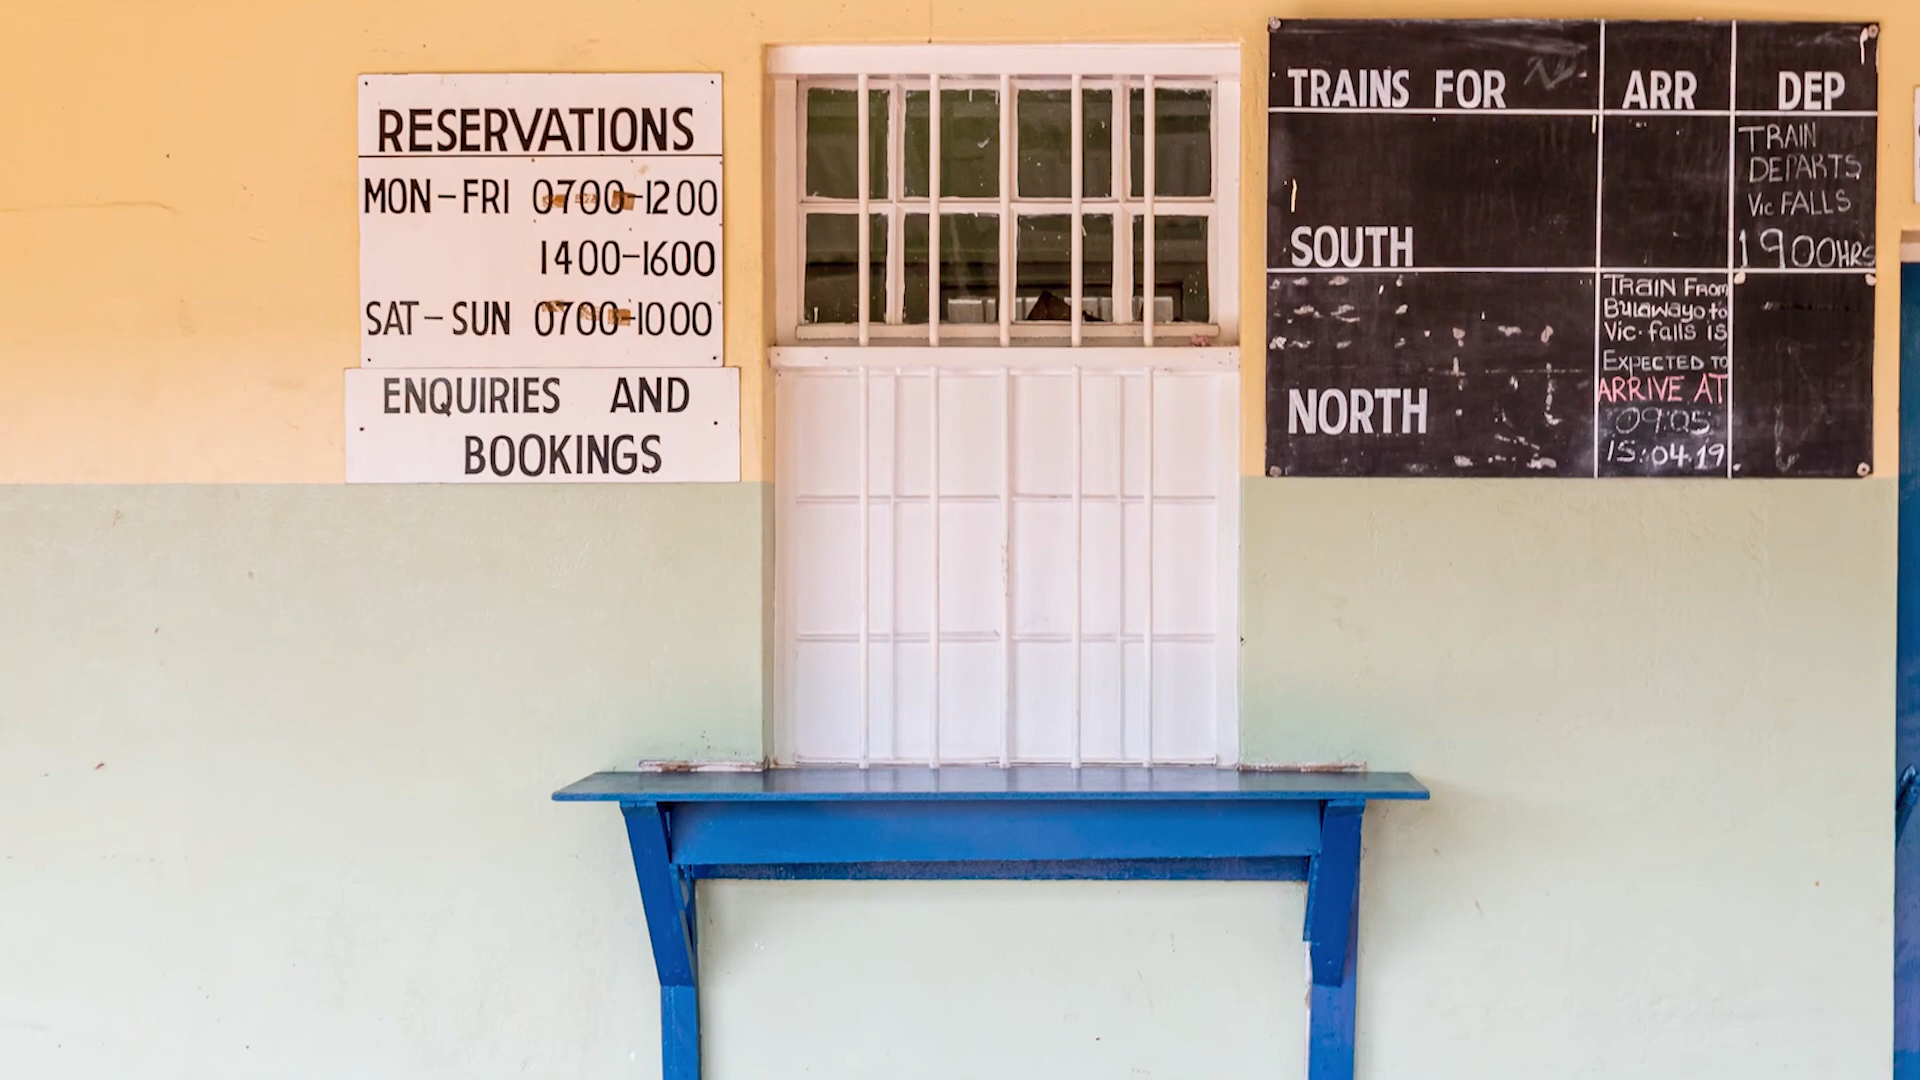 RESERVATIONS
MON-FRI 0700-1200
1400-1600
SAT-SUN 0700-1000
ENQUIRIES AND
BOOKINGS
TRAINS FOR ARR DEP
SOUTH
TRAIN
DEPARTS
Vic FALLS
1900HRS
NORTH
TRAIN FROM
Bulawayo to
Vic. falls is
EXPECTED TO
ARRIVE AT
09:05
15.04.19